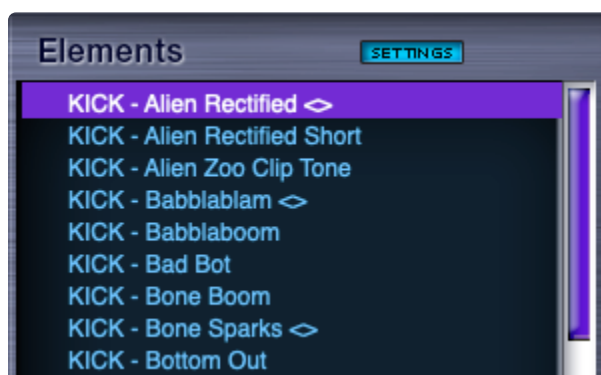 Elements
SETTINGS
KICK - Alien Rectified <>
KICK - Alien Rectified Short
KICK - Alien Zoo Clip Tone
KICK - Babblablam <>
KICK - Babblaboom
KICK - Bad Bot
KICK - Bone Boom
KICK - Bone Sparks <>
KICK - Bottom Out